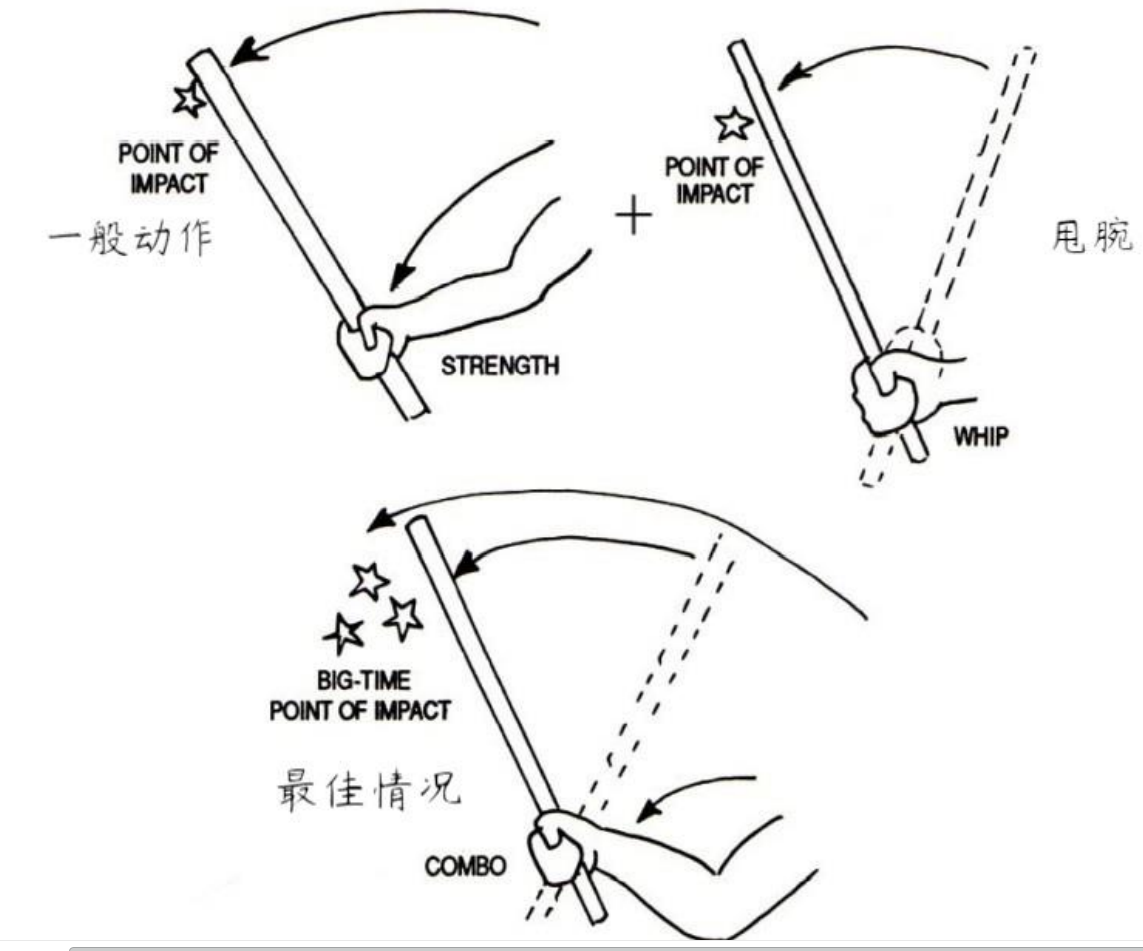 POINT OF
IMPACT
一般动作
STRENGTH
+
POINT OF
IMPACT
甩腕
WHIP
BIG-TIME
POINT OF IMPACT
最佳情况
COMBO